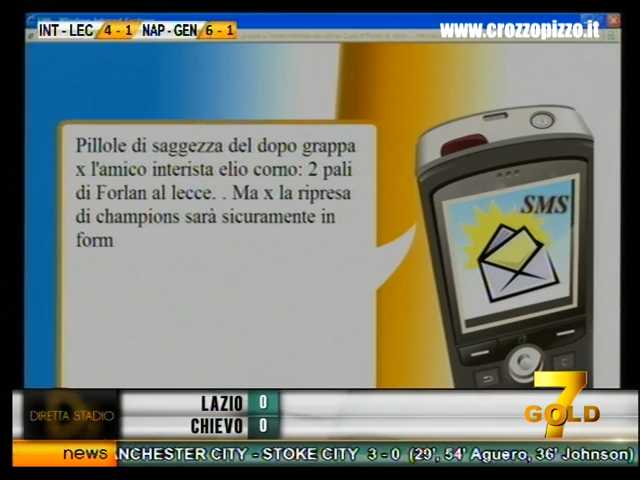 INT - LEC 4 - 1 NAP - GEN 6 - 1
www.crozzopizzo.it
Pillole di saggezza del dopo grappa
x l'amico interista elio corno: 2 pali
di Forlan al lecce. . Ma x la ripresa
di champions sarà sicuramente in
form
SMS
LAZIO 0
DIRETTA STADIO
CHIEVO 0
7
GOLD
news ANCHESTER CITY - STOKE CITY 3 - 0 (29', 54' Aguero, 36' Johnson)